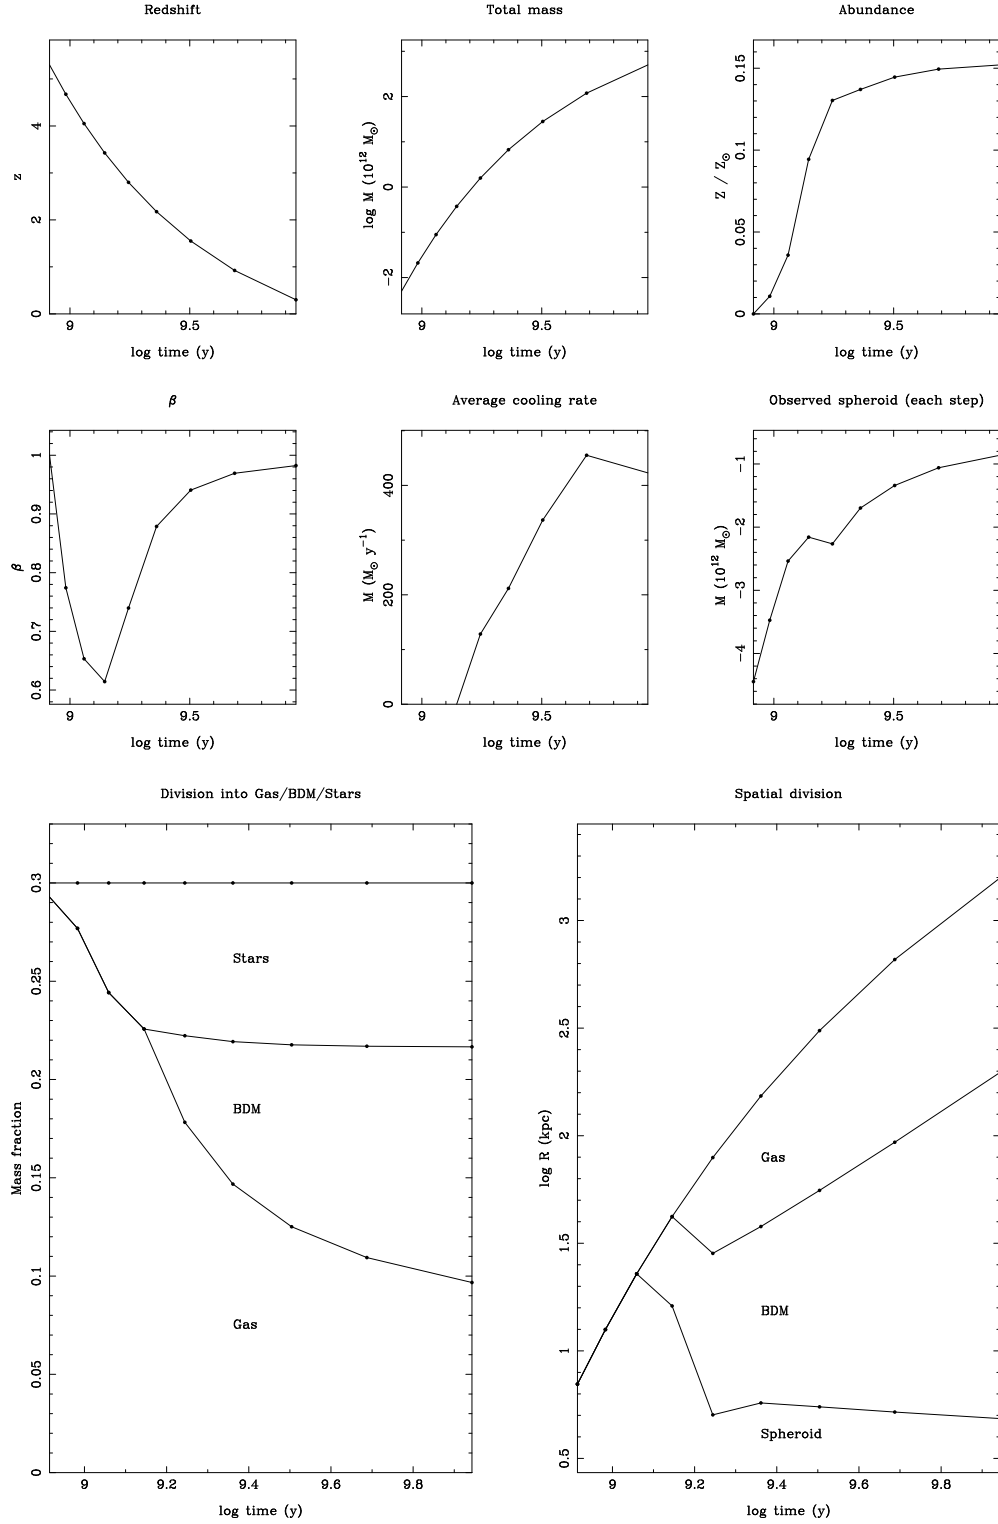 Redshift
Total mass
Abundance
z
4
2
0
9
9.5
log time (y)
log M (10^12 M⊙)
2
0
−2
9
9.5
log time (y)
Z / Z⊙
0.15
0.1
0.05
0
9
9.5
log time (y)
β
Average cooling rate
Observed spheroid (each step)
β
1
0.9
0.8
0.7
0.6
9
9.5
log time (y)
M (M⊙ y^−1)
400
200
0
9
9.5
log time (y)
M (10^12 M⊙)
−1
−2
−3
−4
9
9.5
log time (y)
Division into Gas/BDM/Stars
Spatial division
Mass fraction
0.3
0.25
0.2
0.15
0.1
0.05
0
Stars
BDM
Gas
9
9.2
9.4
9.6
9.8
log time (y)
log R (kpc)
3
2.5
2
1.5
1
0.5
Gas
BDM
Spheroid
9
9.2
9.4
9.6
9.8
log time (y)